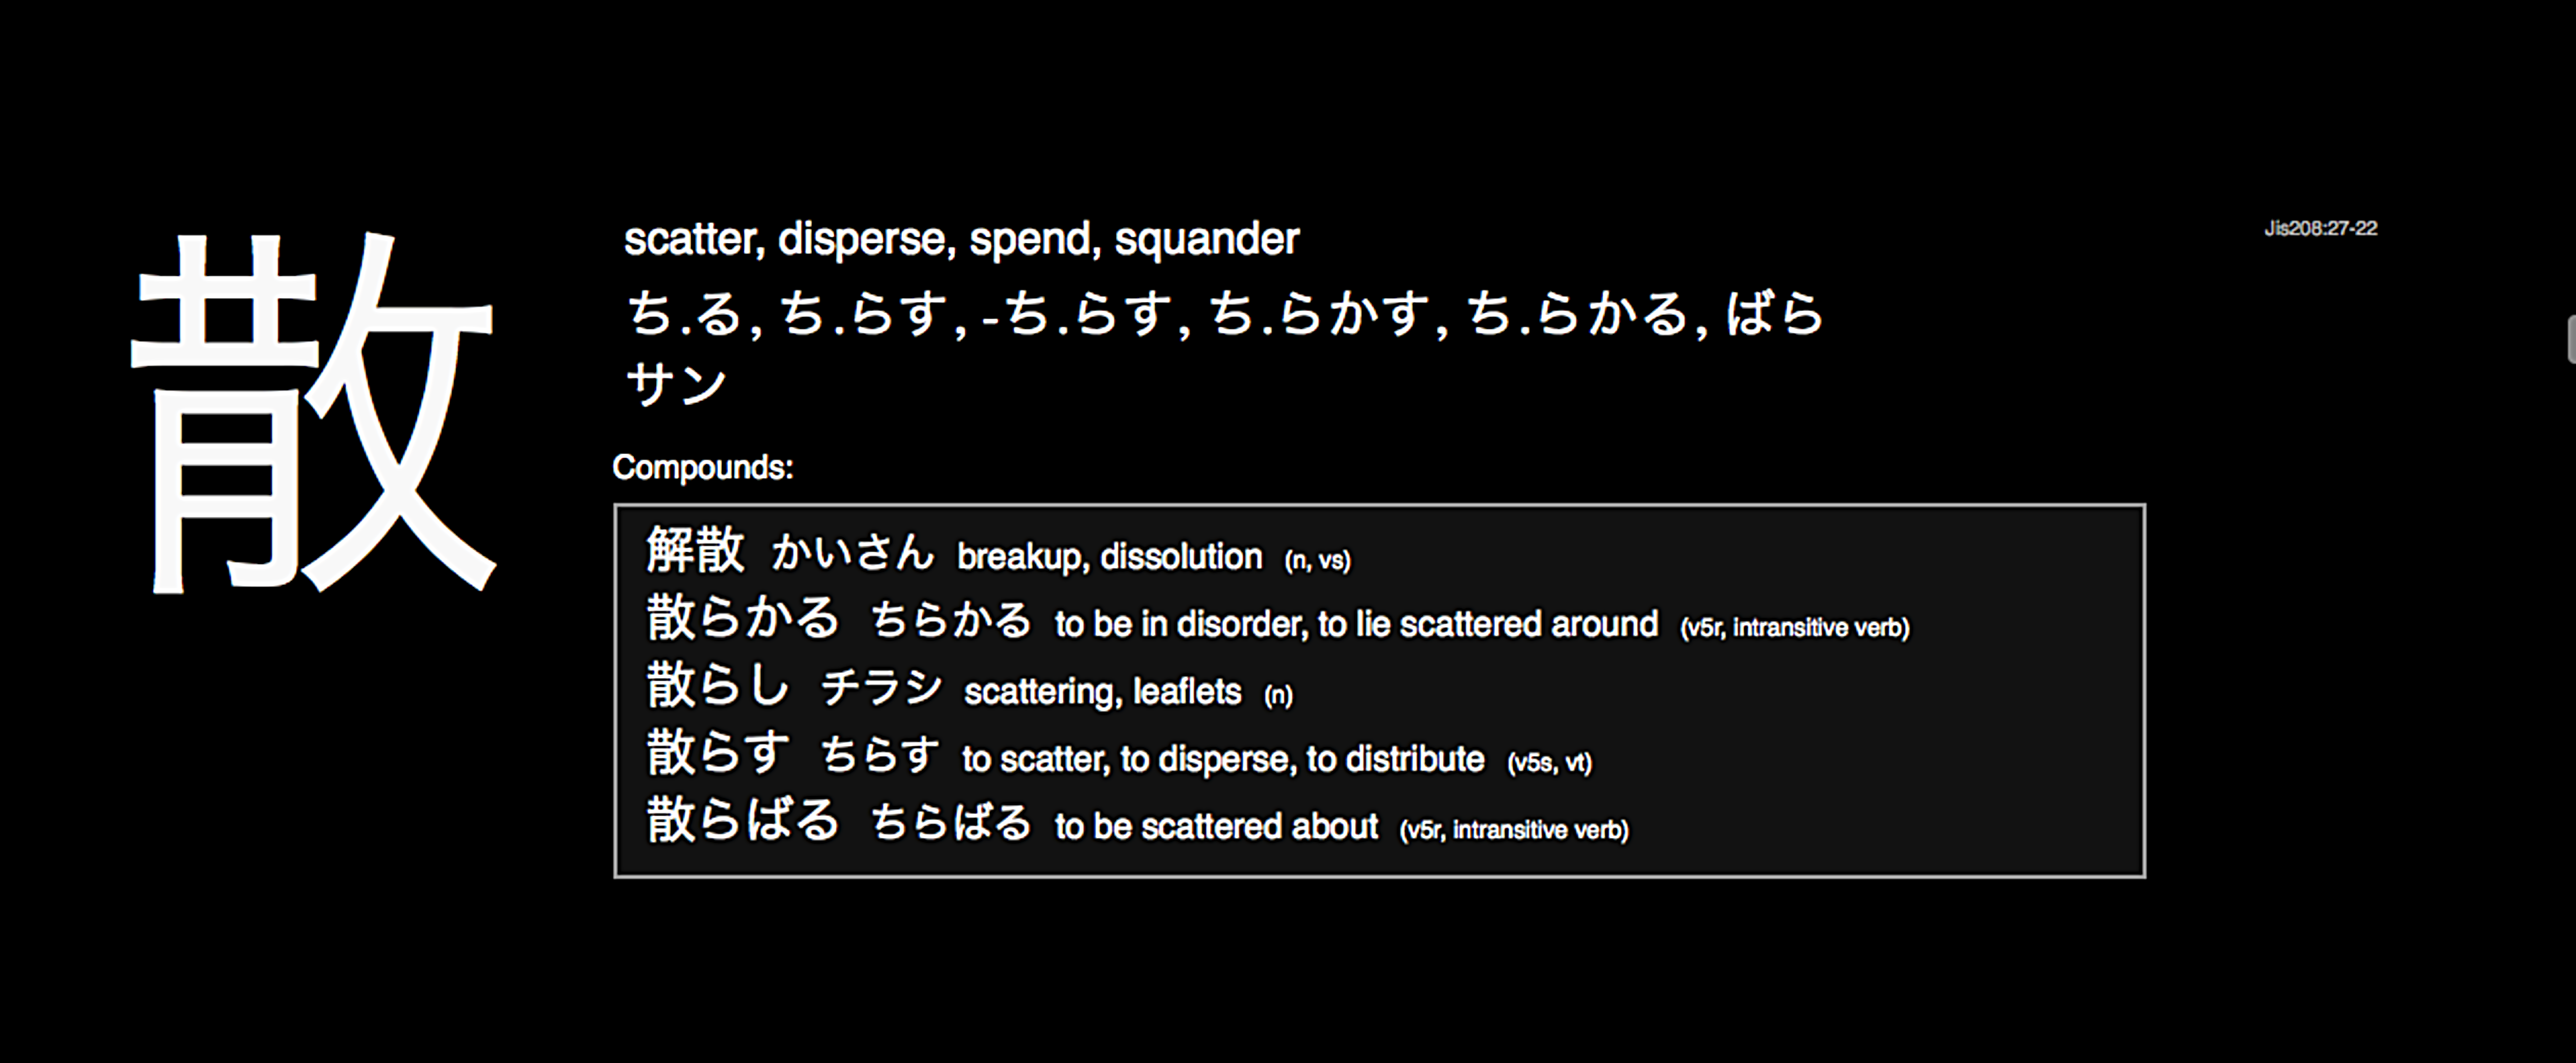 散
scatter, disperse, spend, squander
Jis208:27-22
ち.る, ち.らす, -ち.らす, ち.らかす, ち.らかる, ばら
サン
Compounds:
解散 かいさん breakup, dissolution (n, vs)
散らかる ちらかる to be in disorder, to lie scattered around (v5r, intransitive verb)
散らし チラシ scattering, leaflets (n)
散らす ちらす to scatter, to disperse, to distribute (v5s, vt)
散らばる ちらばる to be scattered about (v5r, intransitive verb)